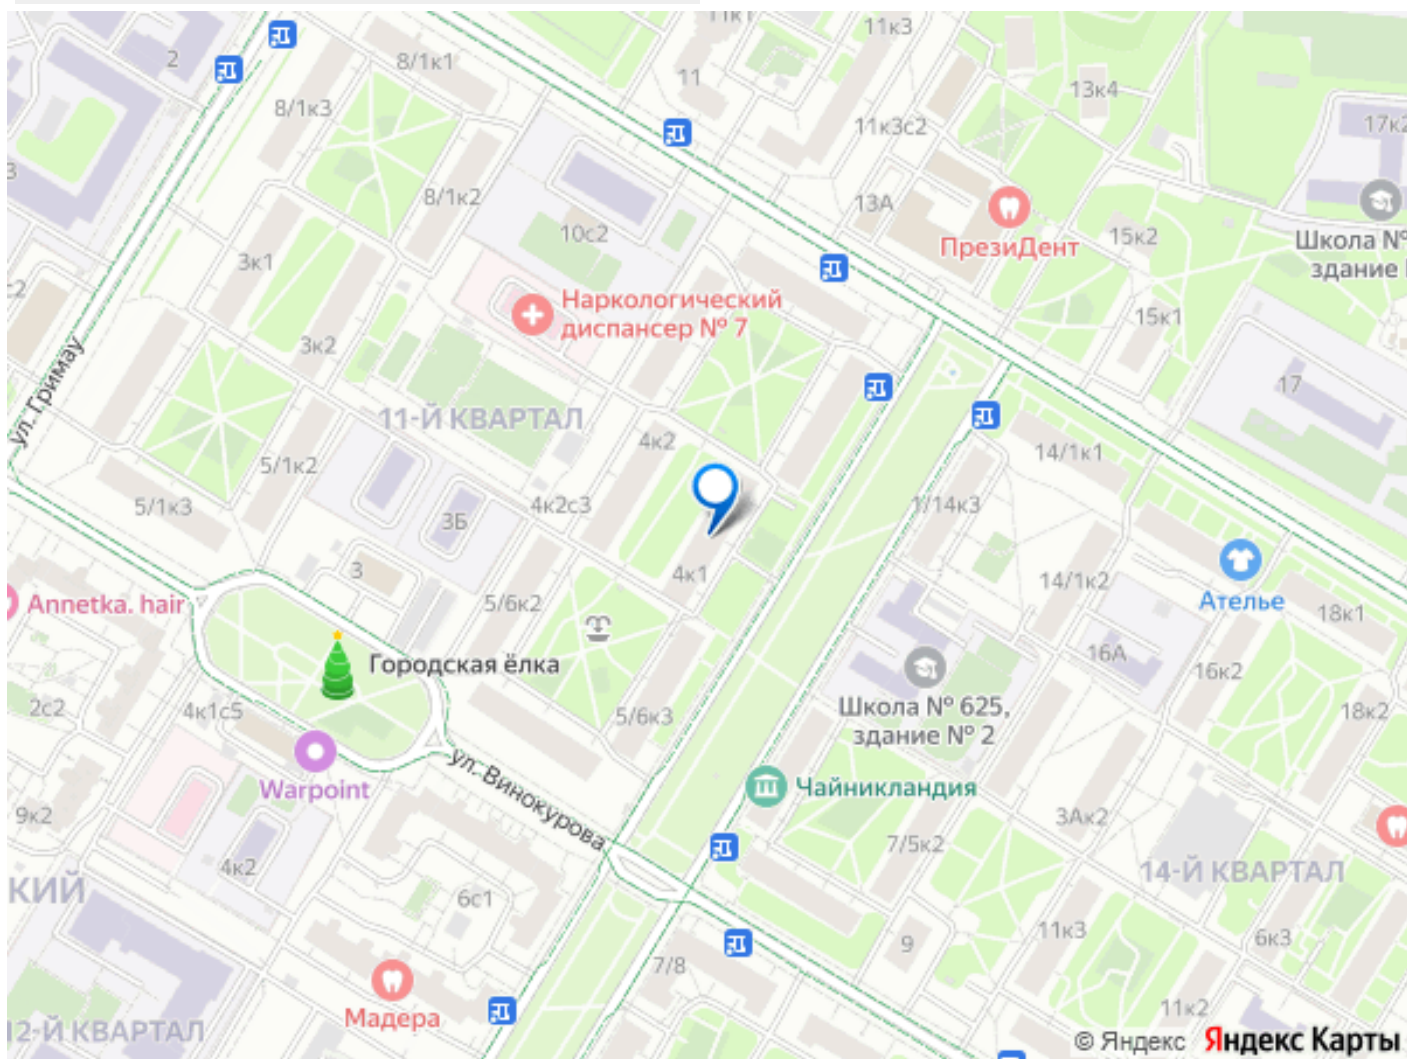 11к1
11к3
2
8/1к1
11
13к4
8/1к3
17к2
11к3с2
8/1к2
13А
10с2
ПрезиДент
15к2
Школа №
здание
3к1
Наркологический
диспансер № 7
15к1
3к2
ул. Гримау
17
11-Й КВАРТАЛ
4к2
14/1к1
5/1к2
5/1к3
4к2с3
1/14к3
3Б
3
4к1
14/1к2
Ателье
Annetka. hair
5/6к2
18к1
Городская ёлка
16А
16к2
2с2
4к1с5
5/6к3
Школа № 625,
здание № 2
18к2
Warpoint
ул. Винокурова
Чайникландия
9к2
3Ак2
7/5к2
4к2
14-Й КВАРТАЛ
КИЙ
6с1
11к3
6к3
9
7/8
Мадера
11к2
12-Й КВАРТАЛ
© Яндекс Яндекс Карты